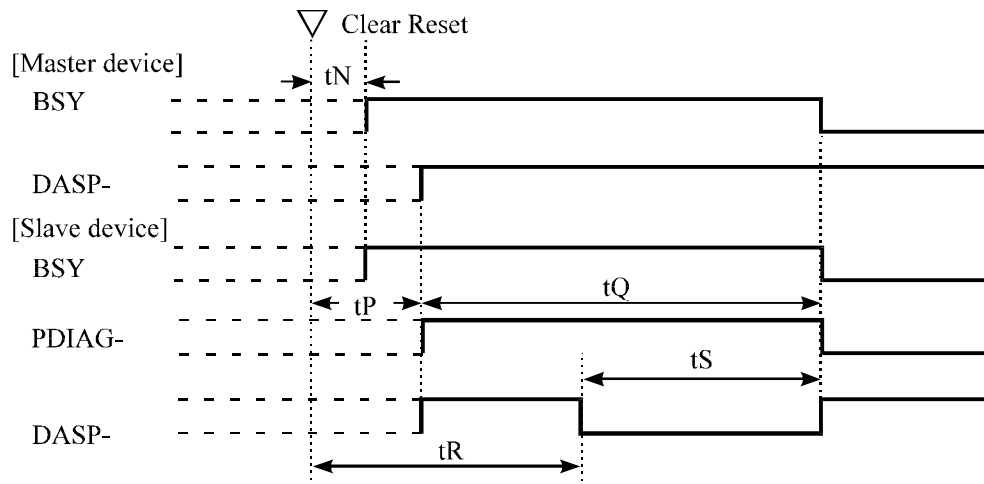 Clear Reset
[Master device]
tN
BSY
DASP-
[Slave device]
BSY
tP
tQ
PDIAG-
tS
DASP-
tR